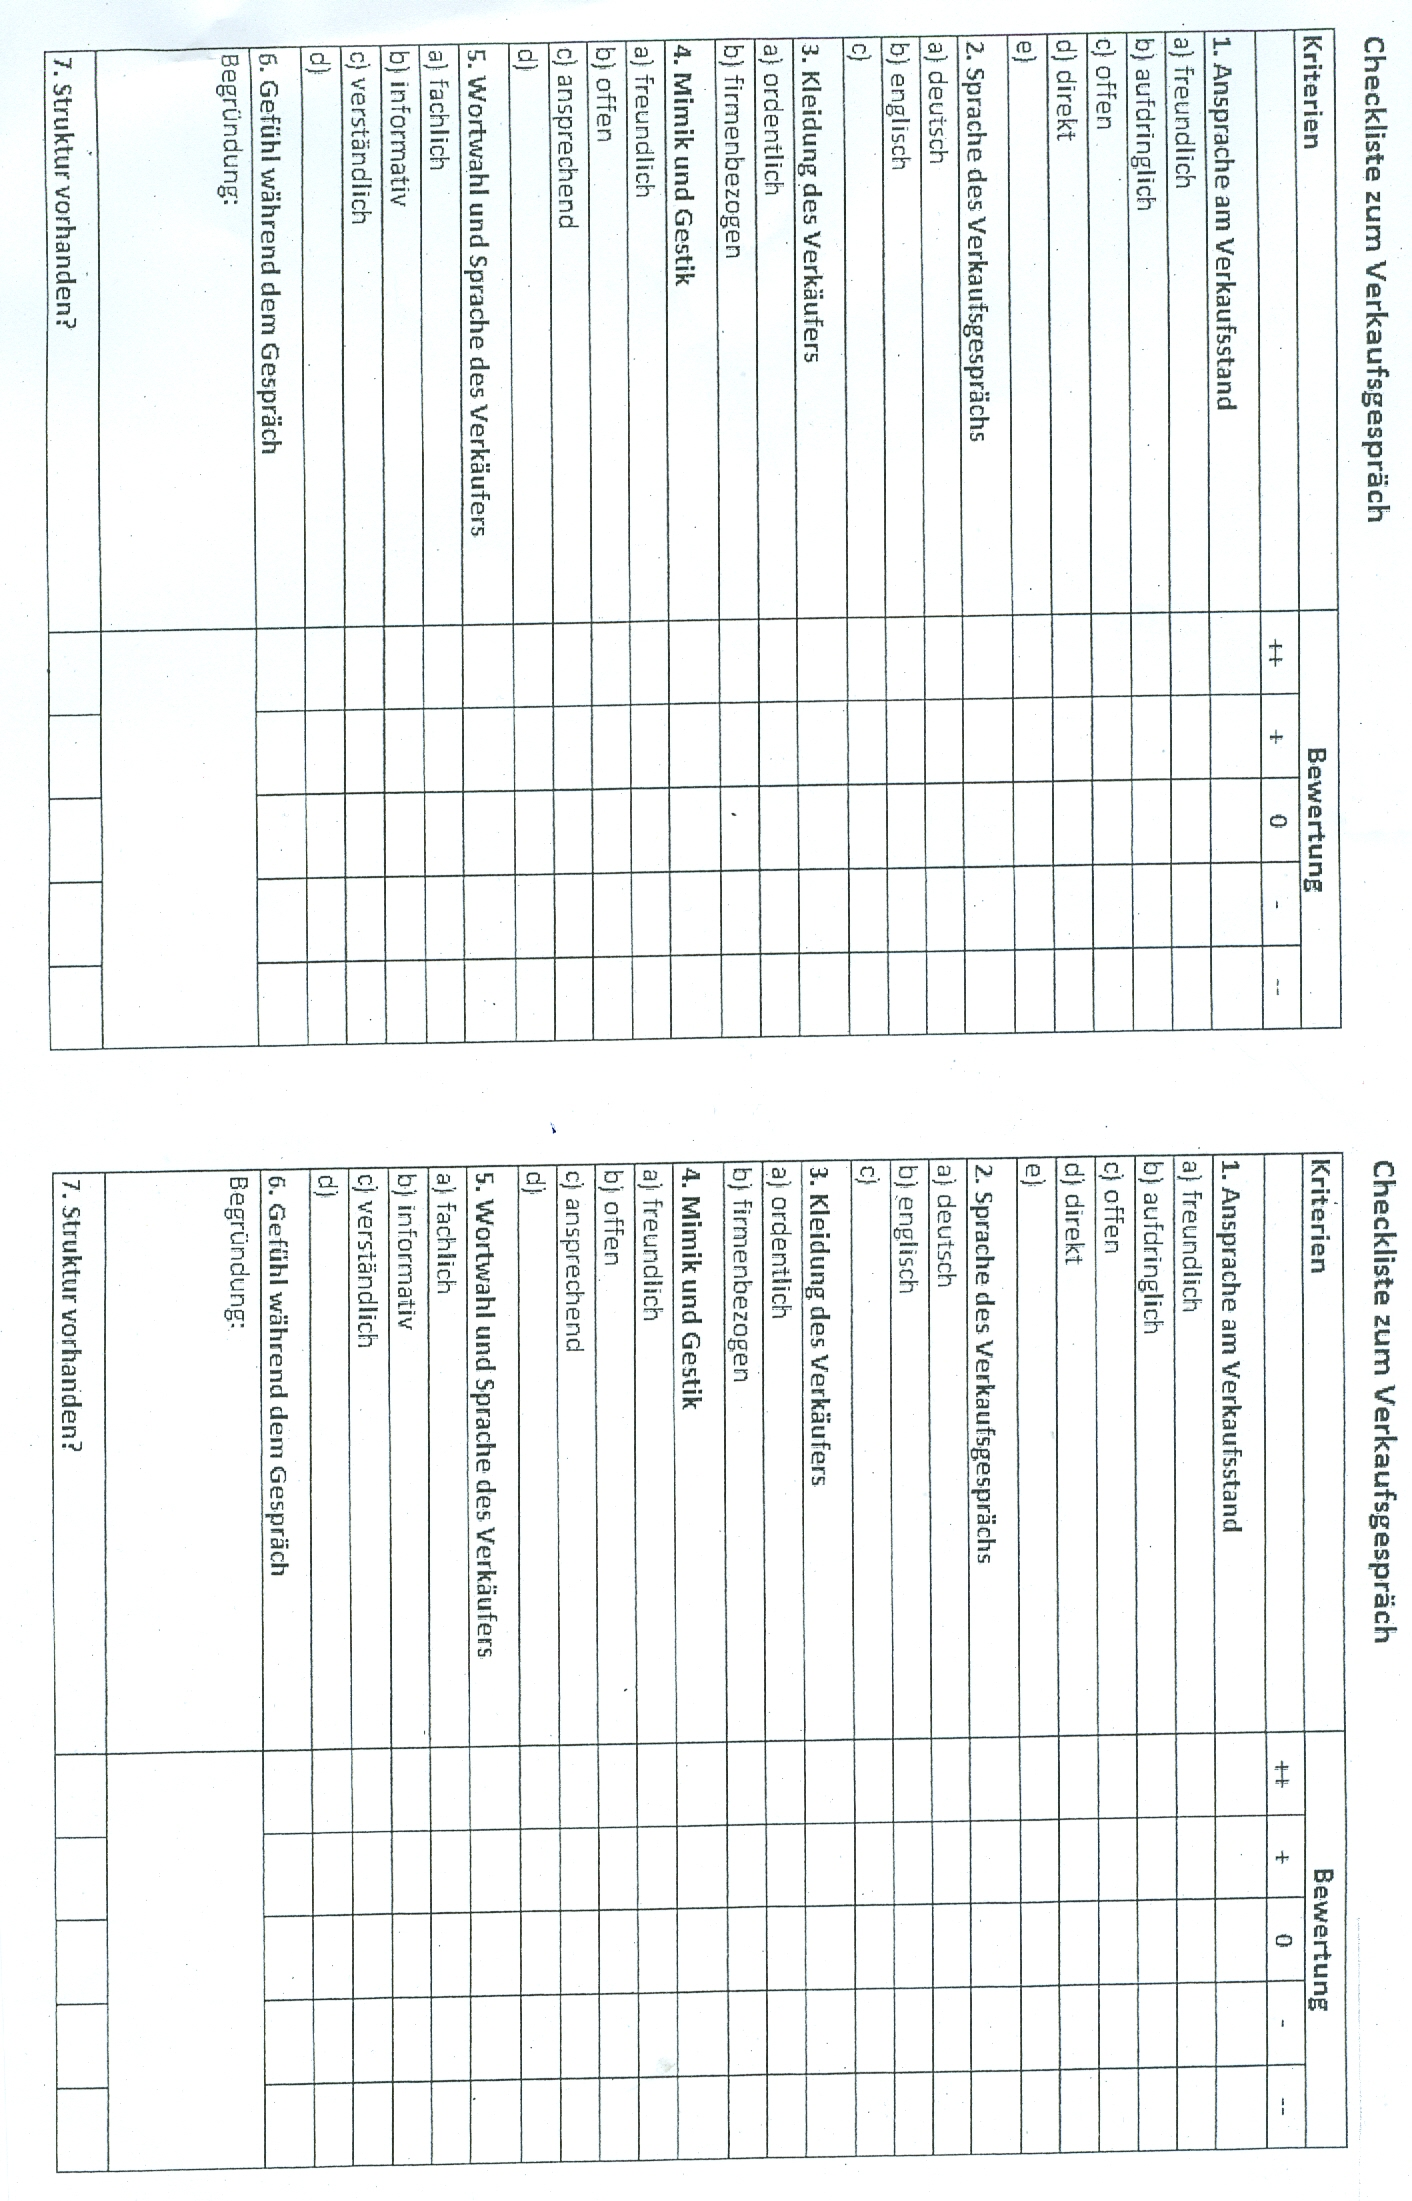 Checkliste zum Verkaufsgespräch
Kriterien Bewertung
++ + 0 - --
1. Ansprache am Verkaufsstand
a) freundlich
b) aufdringlich
c) offen
d) direkt
e)
2. Sprache des Verkaufsgesprächs
a) deutsch
b) englisch
c)
3. Kleidung des Verkäufers
a) ordentlich
b) firmenbezogen
4. Mimik und Gestik
a) freundlich
b) offen
c) ansprechend
d)
5. Wortwahl und Sprache des Verkäufers
a) fachlich
b) informativ
c) verständlich
d)
6. Gefühl während dem Gespräch
Begründung:
7. Struktur vorhanden?
Checkliste zum Verkaufsgespräch
Kriterien Bewertung
++ + 0 - --
1. Ansprache am Verkaufsstand
a) freundlich
b) aufdringlich
c) offen
d) direkt
e)
2. Sprache des Verkaufsgesprächs
a) deutsch
b) englisch
c)
3. Kleidung des Verkäufers
a) ordentlich
b) firmenbezogen
4. Mimik und Gestik
a) freundlich
b) offen
c) ansprechend
d)
5. Wortwahl und Sprache des Verkäufers
a) fachlich
b) informativ
c) verständlich
d)
6. Gefühl während dem Gespräch
Begründung:
7. Struktur vorhanden?